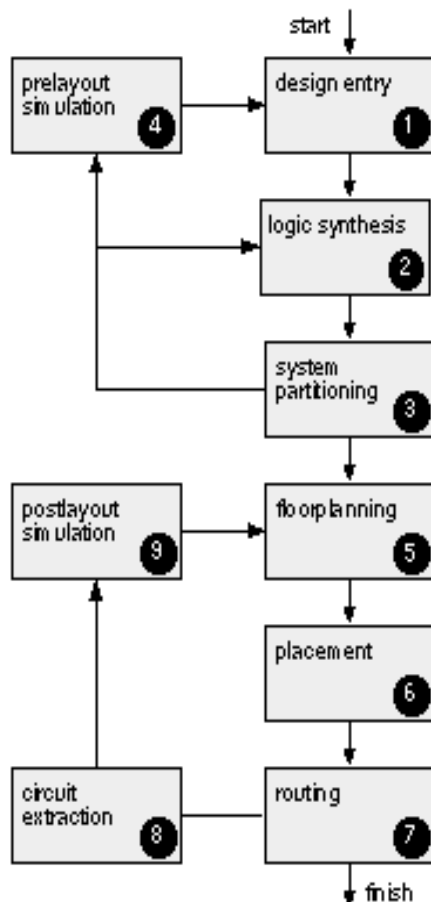 start
prelayout
simulation
4
design entry
1
logic synthesis
2
system
partitioning
3
postlayout
simulation
9
floorplanning
5
placement
6
circuit
extraction
8
routing
7
finish